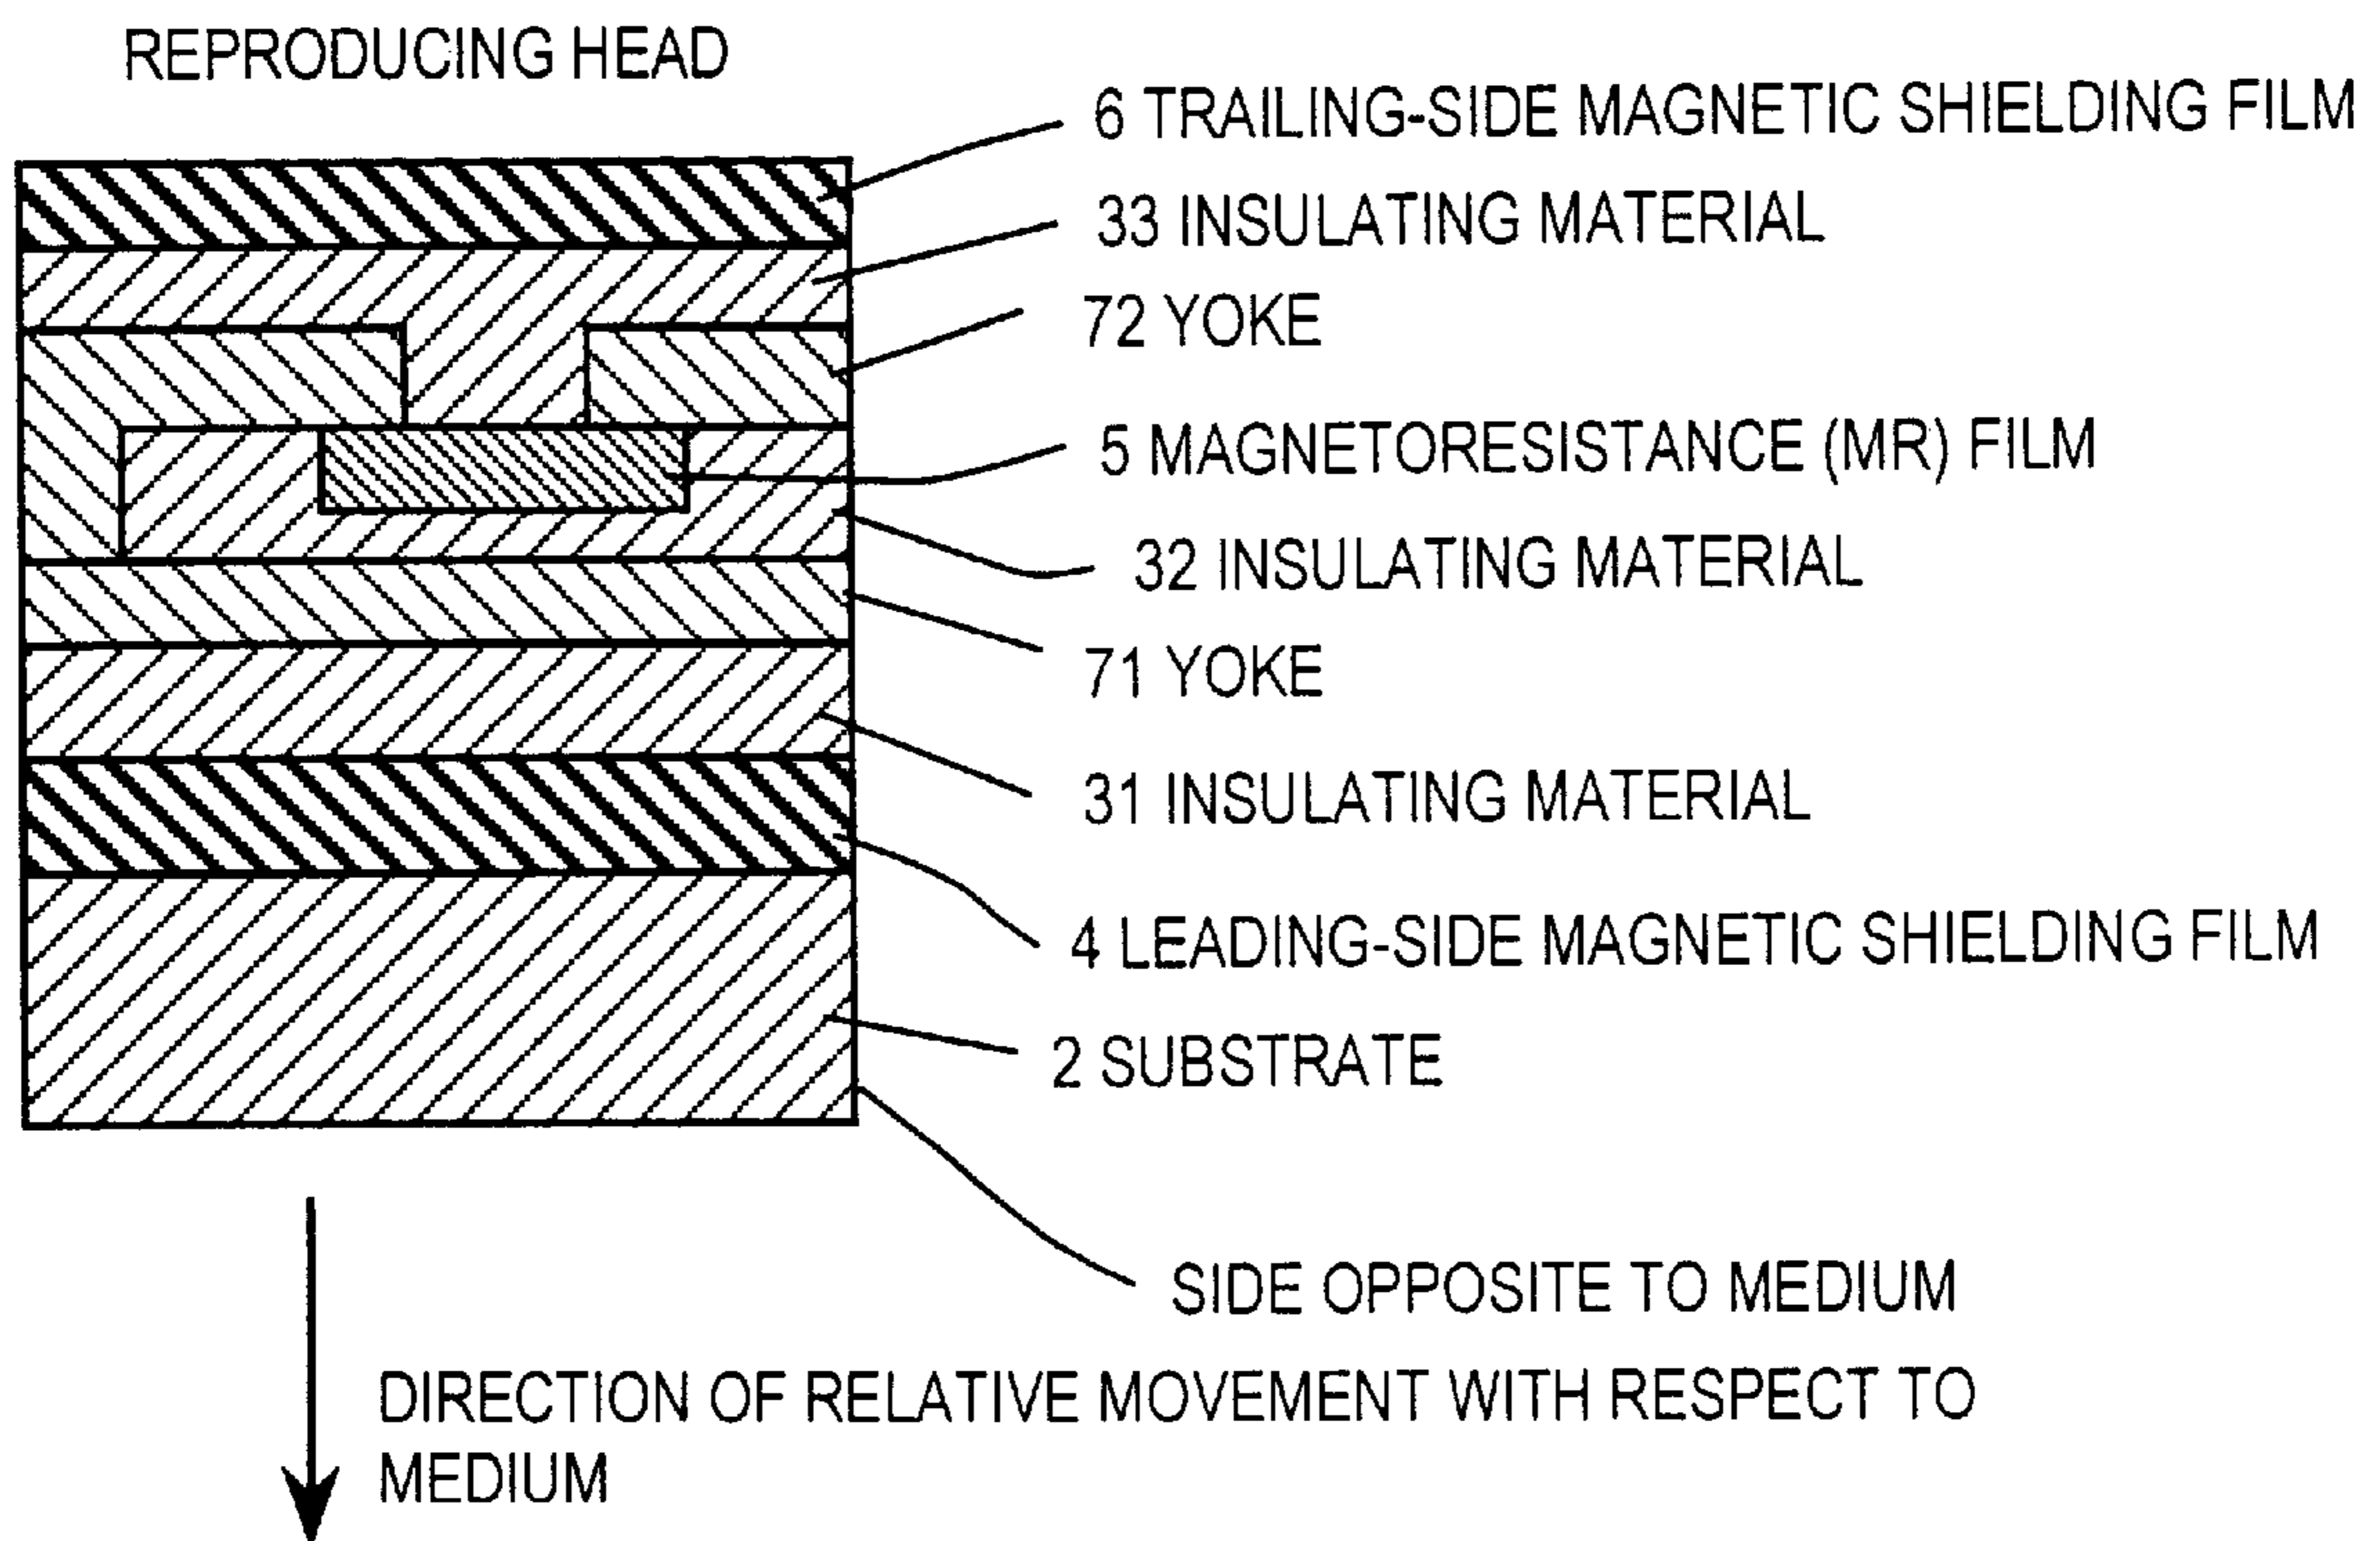 REPRODUCING HEAD
6 TRAILING-SIDE MAGNETIC SHIELDING FILM
33 INSULATING MATERIAL
72 YOKE
5 MAGNETORESISTANCE (MR) FILM
32 INSULATING MATERIAL
71 YOKE
31 INSULATING MATERIAL
4 LEADING-SIDE MAGNETIC SHIELDING FILM
2 SUBSTRATE
SIDE OPPOSITE TO MEDIUM
DIRECTION OF RELATIVE MOVEMENT WITH RESPECT TO
MEDIUM